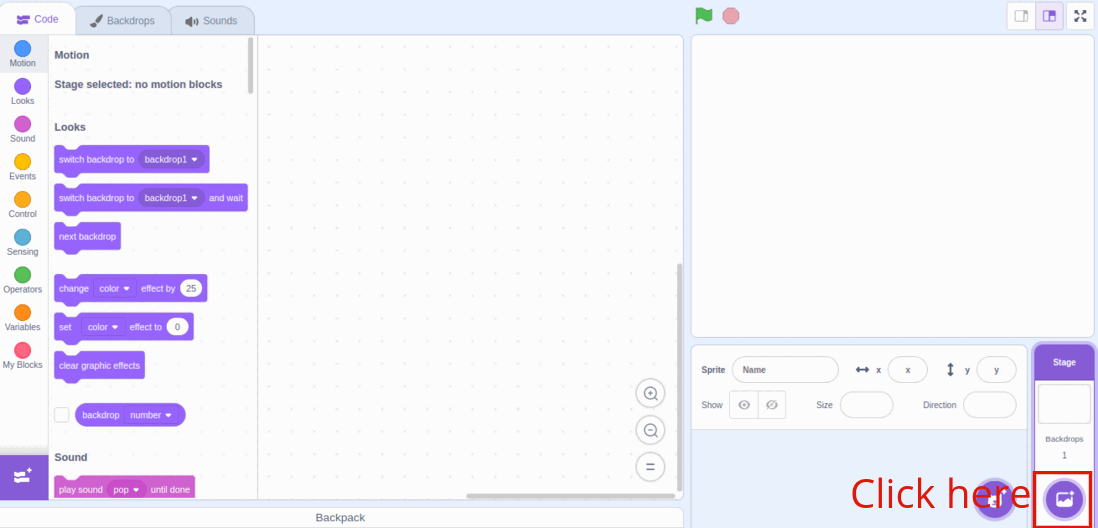 Code Backdrops Sounds
Motion
Looks
Sound
Events
Control
Sensing
Operators
Variables
My Blocks
Motion
Stage selected: no motion blocks
Looks
switch backdrop to backdrop1
switch backdrop to backdrop1 and wait
next backdrop
change color effect by 25
set color effect to 0
clear graphic effects
backdrop number
Sound
play sound pop until done
Backpack
Sprite Name x x y y
Show Size Direction
Stage
Backdrops
1
Click here